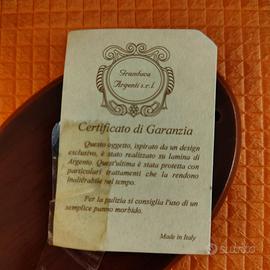 Granduca
Argenti s.r.l.
Certificato di Garanzia
Questo oggetto, ispirato da un design
esclusivo, è stato realizzato su lamina di
Argento. Quest'ultima è stata protetta con
particolari trattamenti che la rendono
inalterabile nel tempo.
Per la pulizia si consiglia l'uso di un
semplice panno morbido.
Made in Italy
subito